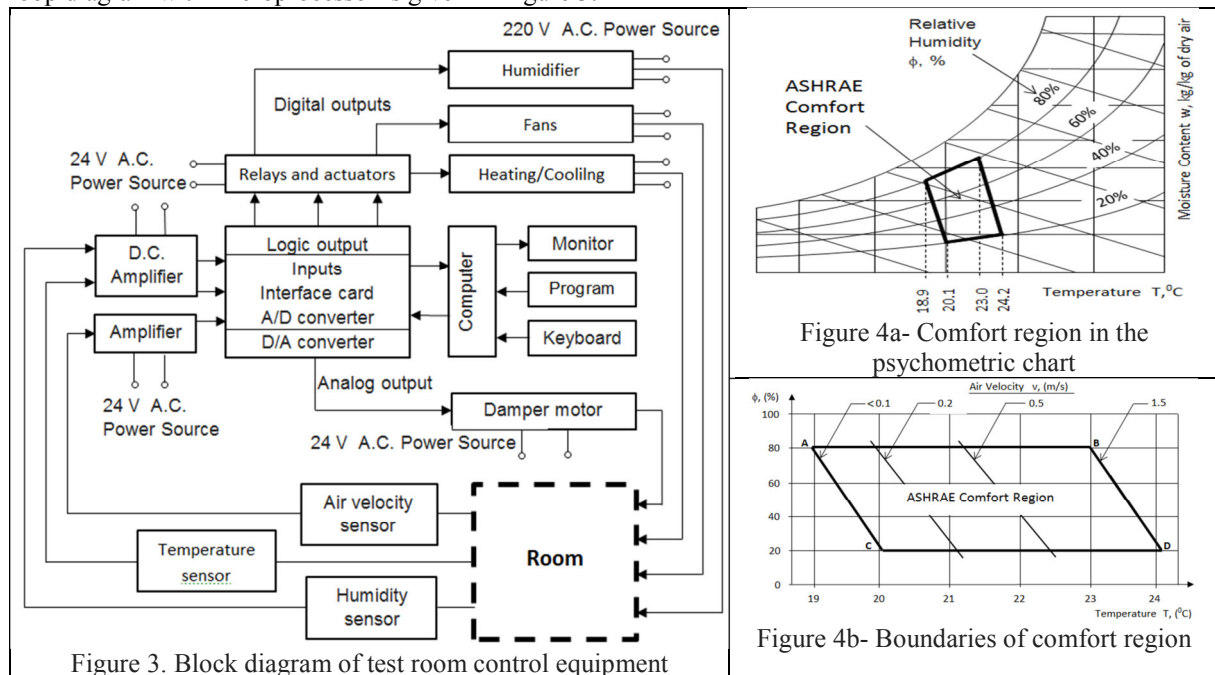 220 V A.C. Power Source
Humidifier
Digital outputs
Fans
24 V A.C.
Power Source
Relays and actuators
Heating/Coolilng
D.C.
Amplifier
Logic output
Inputs
Interface card
A/D converter
D/A converter
Computer
Monitor
Program
Keyboard
Amplifier
24 V A.C.
Power Source
Analog output
Damper motor
24 V A.C. Power Source
Air velocity
sensor
Temperature
sensor
Humidity
sensor
Room
Figure 3. Block diagram of test room control equipment
Relative
Humidity
ϕ, %
ASHRAE
Comfort
Region
80%
60%
40%
20%
Moisture Content w, kg/kg of dry air
18.9
20.1
23.0
24.2
Temperature T,⁰C
Figure 4a- Comfort region in the
psychometric chart
Air Velocity v, (m/s)
ϕ, (%)
<0.1
0.2
0.5
1.5
100
80
60
40
20
0
A
B
ASHRAE Comfort Region
C
D
19
20
21
22
23
24
Temperature T, (⁰C)
Figure 4b- Boundaries of comfort region